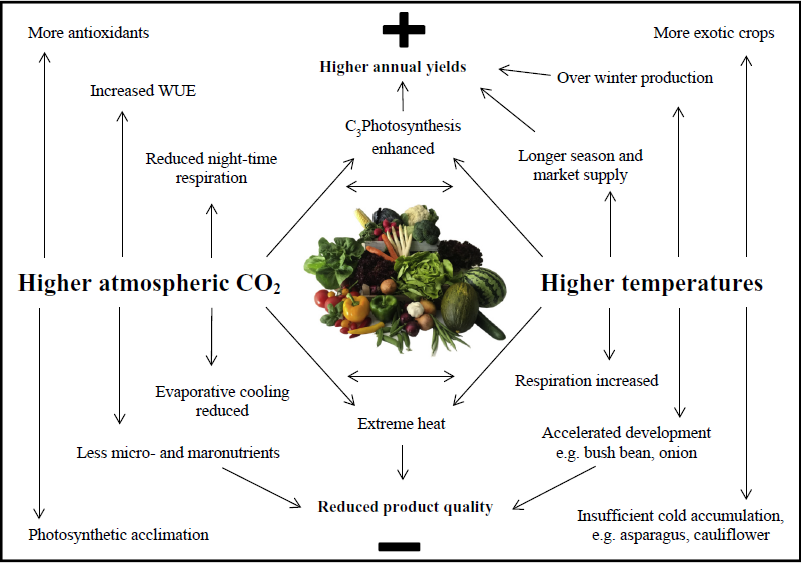 +
More antioxidants
More exotic crops
Higher annual yields
Over winter production
Increased WUE
C₃Photosynthesis
enhanced
Reduced night-time
respiration
Longer season and
market supply
Higher atmospheric CO₂
Higher temperatures
Evaporative cooling
reduced
Respiration increased
Extreme heat
Less micro- and maronutrients
Accelerated development
e.g. bush bean, onion
Reduced product quality
Photosynthetic acclimation
Insufficient cold accumulation,
e.g. asparagus, cauliflower
−